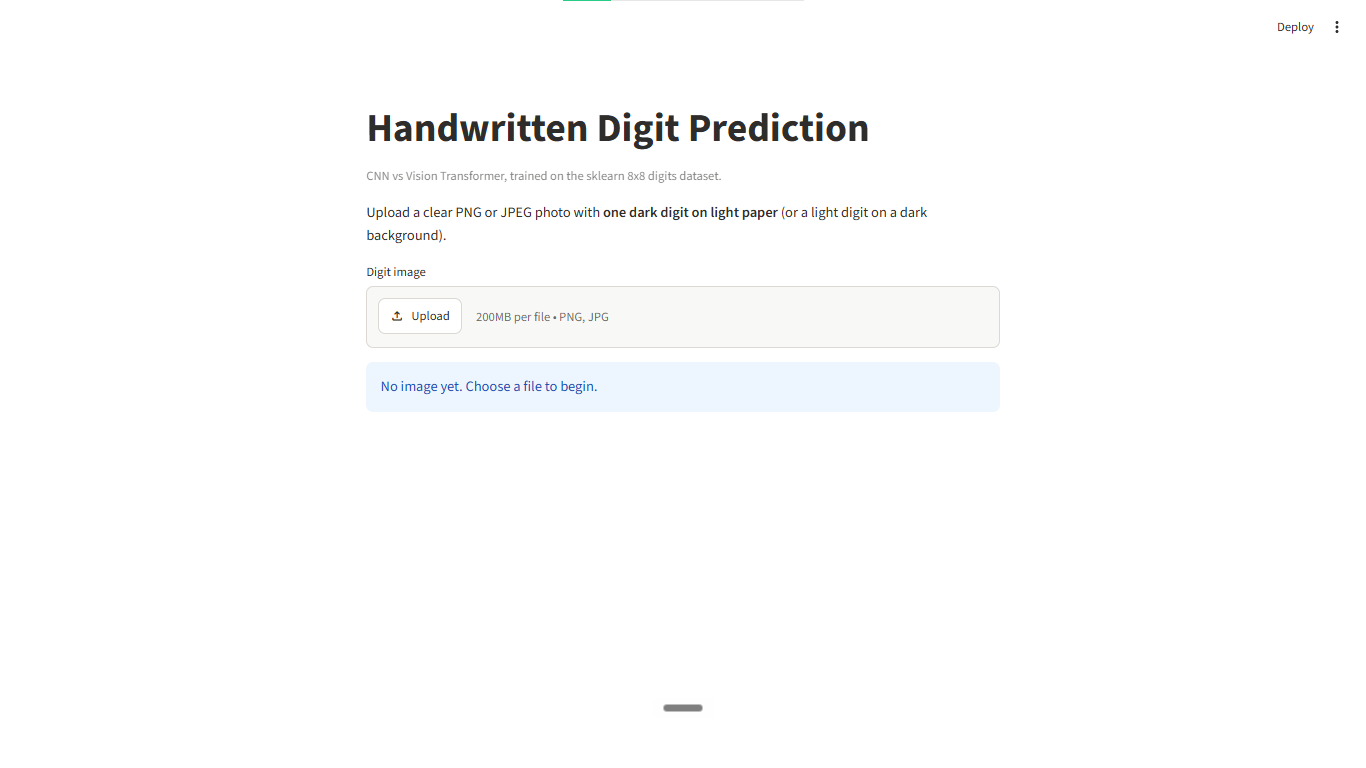 Deploy
Handwritten Digit Prediction
CNN vs Vision Transformer, trained on the sklearn 8x8 digits dataset.
Upload a clear PNG or JPEG photo with one dark digit on light paper (or a light digit on a dark
background).
Digit image
Upload
200MB per file • PNG, JPG
No image yet. Choose a file to begin.